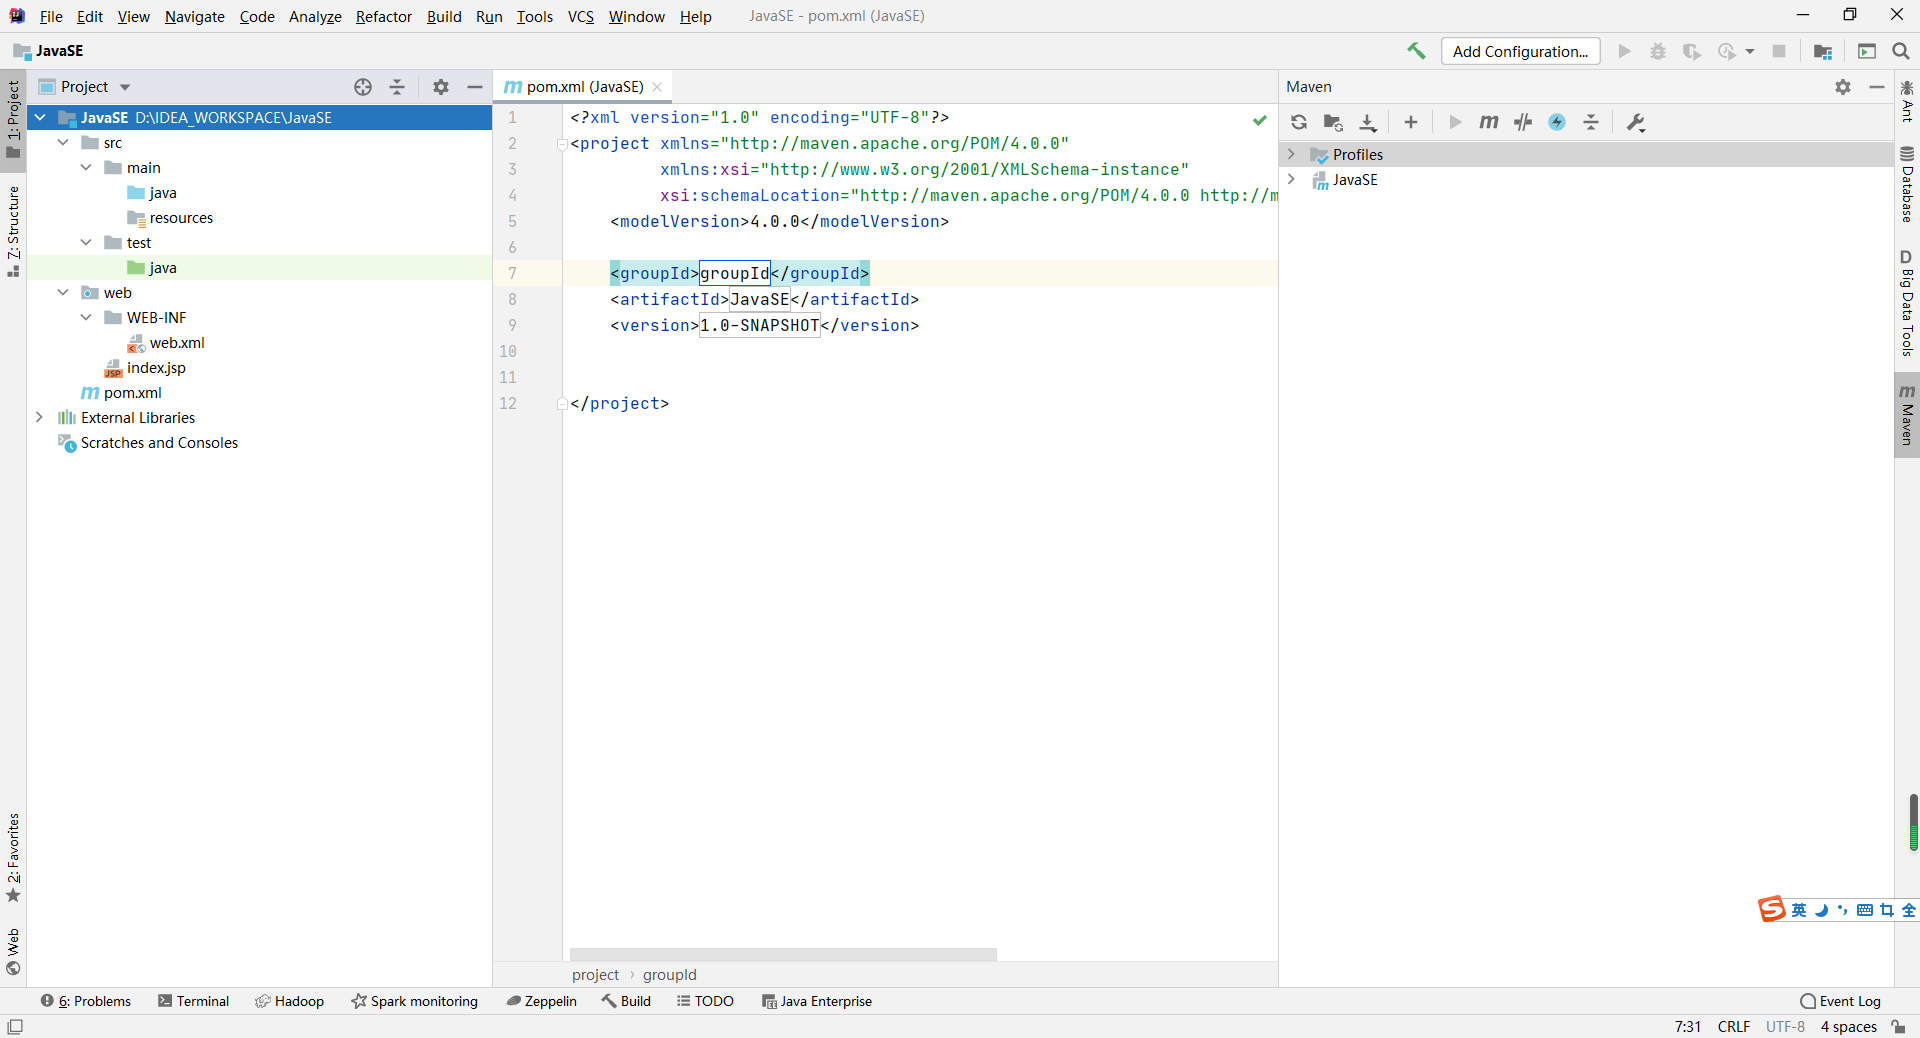 File Edit View Navigate Code Analyze Refactor Build Run Tools VCS Window Help JavaSE - pom.xml (JavaSE)
JavaSE
Add Configuration...
1: Project
7: Structure
2: Favorites
Web
Project
JavaSE D:\IDEA_WORKSPACE\JavaSE
src
main
java
resources
test
java
web
WEB-INF
web.xml
JSP
index.jsp
m pom.xml
External Libraries
Scratches and Consoles
m pom.xml (JavaSE)
1 <?xml version="1.0" encoding="UTF-8"?>
2 <project xmlns="http://maven.apache.org/POM/4.0.0"
3 xmlns:xsi="http://www.w3.org/2001/XMLSchema-instance"
4 xsi:schemaLocation="http://maven.apache.org/POM/4.0.0 http://m
5 <modelVersion>4.0.0</modelVersion>
6
7 <groupId>groupId</groupId>
8 <artifactId>JavaSE</artifactId>
9 <version>1.0-SNAPSHOT</version>
10
11
12 </project>
project › groupId
Maven
m
Profiles
JavaSE
Ant
Database
D Big Data Tools
m Maven
S 英 全
6: Problems Terminal Hadoop Spark monitoring Zeppelin Build TODO Java Enterprise Event Log
7:31 CRLF UTF-8 4 spaces